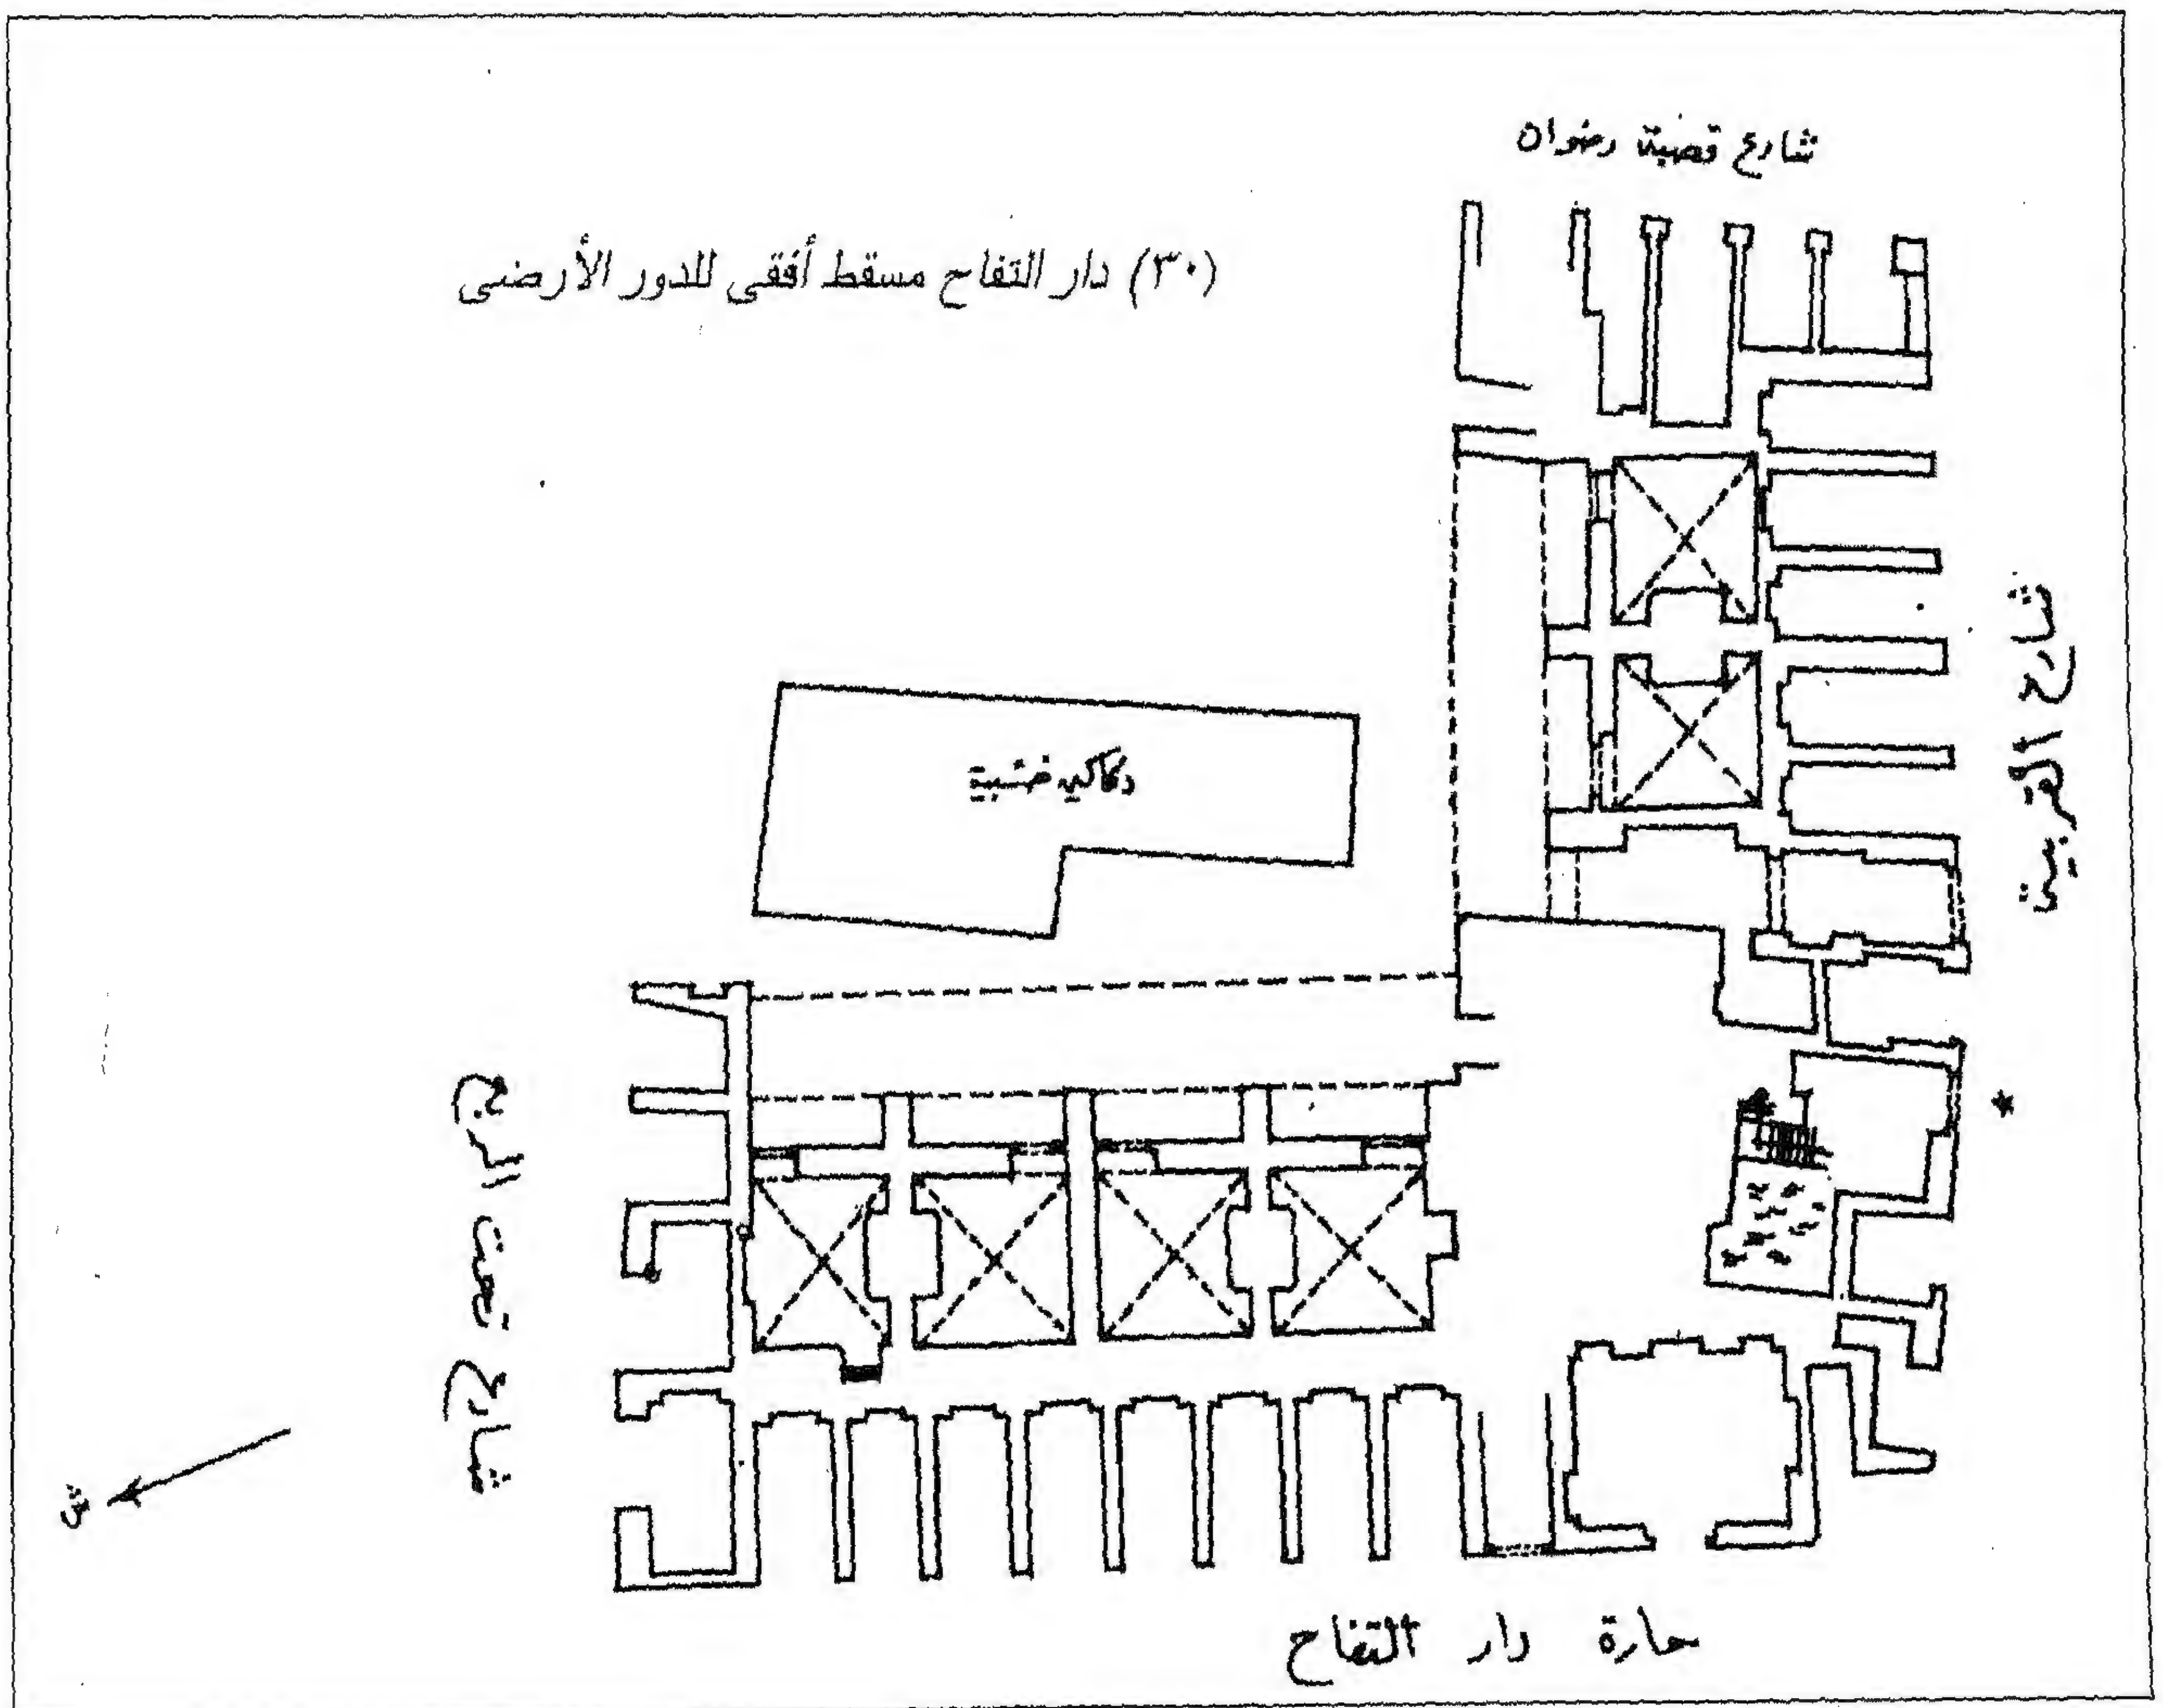 شارع قصبة رضوان
(٣٠) دار التفاح مسقط أفقى للدور الأرضى
شارع القربية
دكاكين خشبية
شارع تحت الربع
ش
حارة دار التفاح